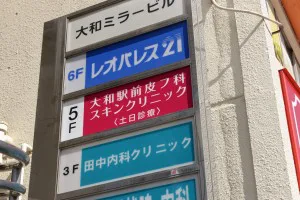 大和ミラービル
6F レオパレス21
5F 大和駅前皮フ科
スキンクリニック
〈土日診療〉
3F 田中内科クリニック